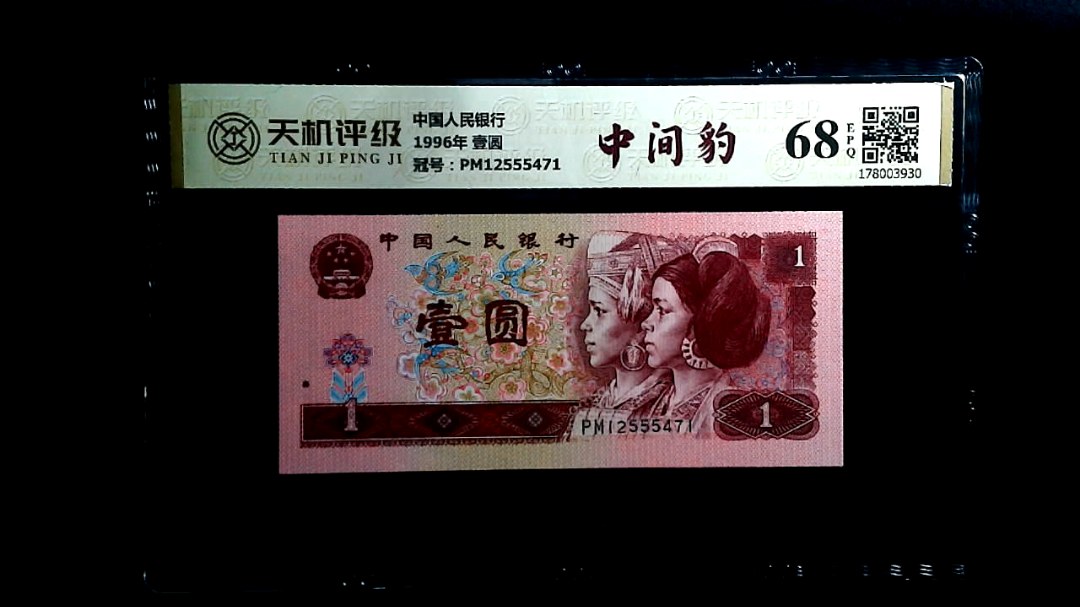 天机评级
TIAN JI PING JI
中国人民银行
1996年 壹圆
冠号：PM12555471
中间豹
68
EPQ
178003930
中国人民银行
1
壹圆
1
PM12555471
1